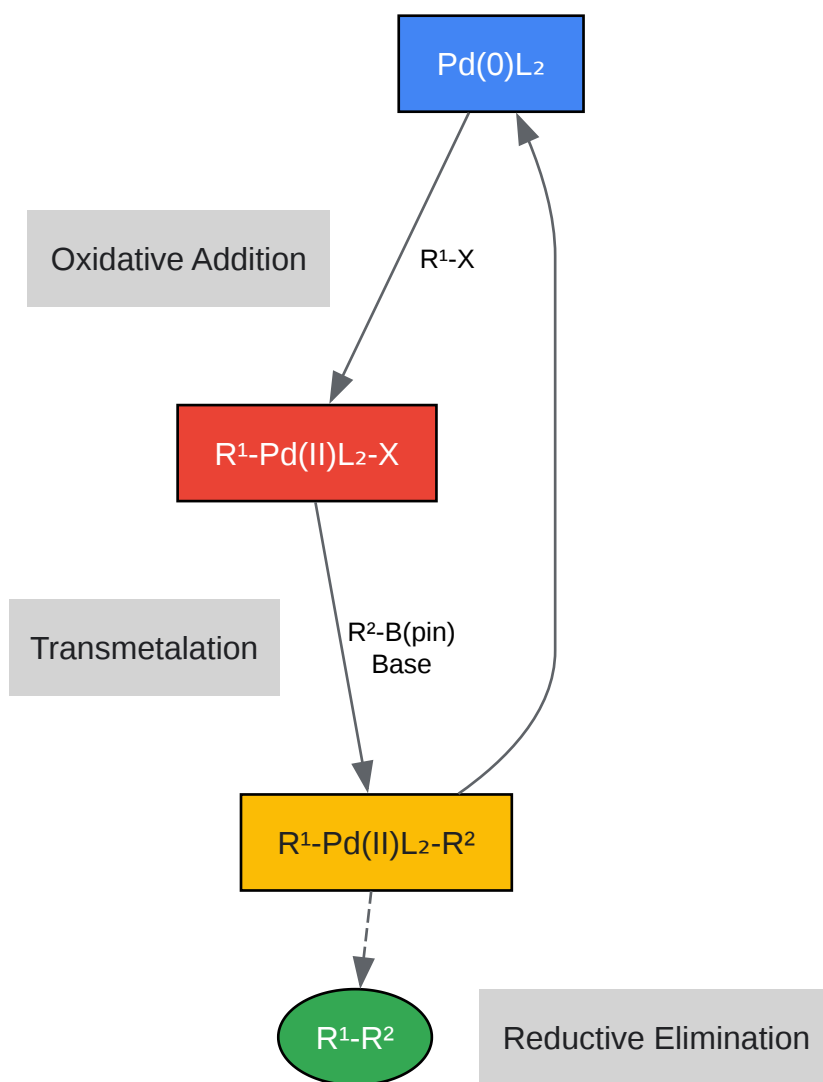 Pd(0)L₂
Oxidative Addition
R¹-X
R¹-Pd(II)L₂-X
Transmetalation
R²-B(pin)
Base
R¹-Pd(II)L₂-R²
R¹-R²
Reductive Elimination